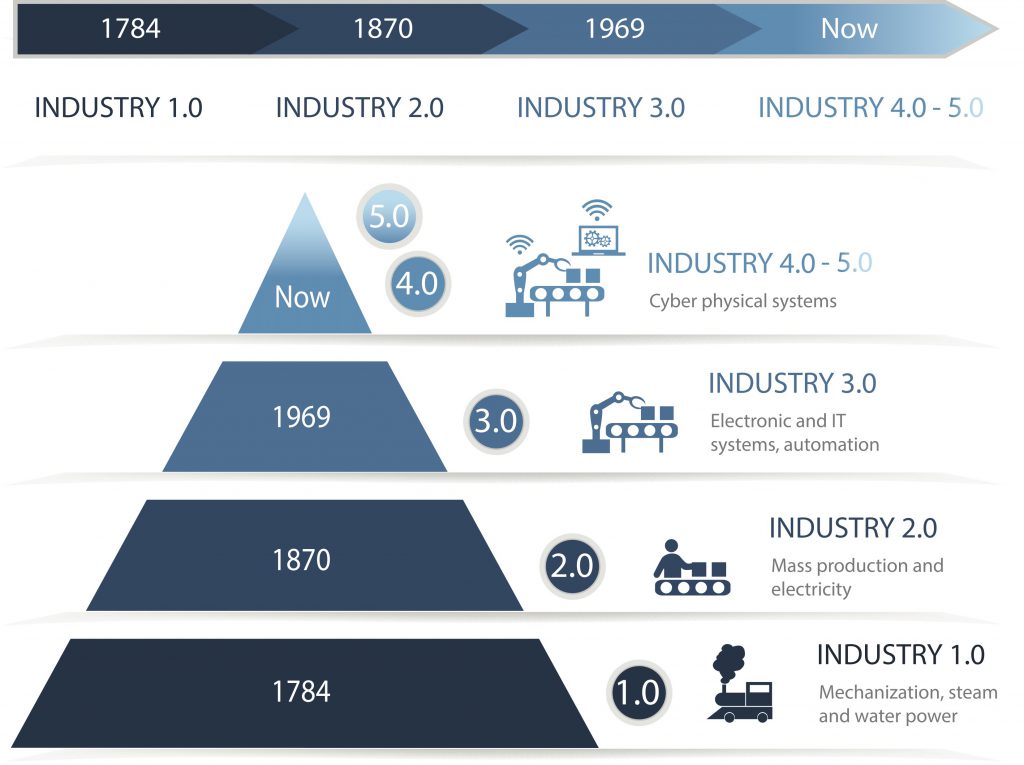 1784
1870
1969
Now
INDUSTRY 1.0
INDUSTRY 2.0
INDUSTRY 3.0
INDUSTRY 4.0 - 5.0
5.0
4.0
Now
INDUSTRY 4.0 - 5.0
Cyber physical systems
1969
3.0
INDUSTRY 3.0
Electronic and IT
systems, automation
1870
2.0
INDUSTRY 2.0
Mass production and
electricity
1784
1.0
INDUSTRY 1.0
Mechanization, steam
and water power